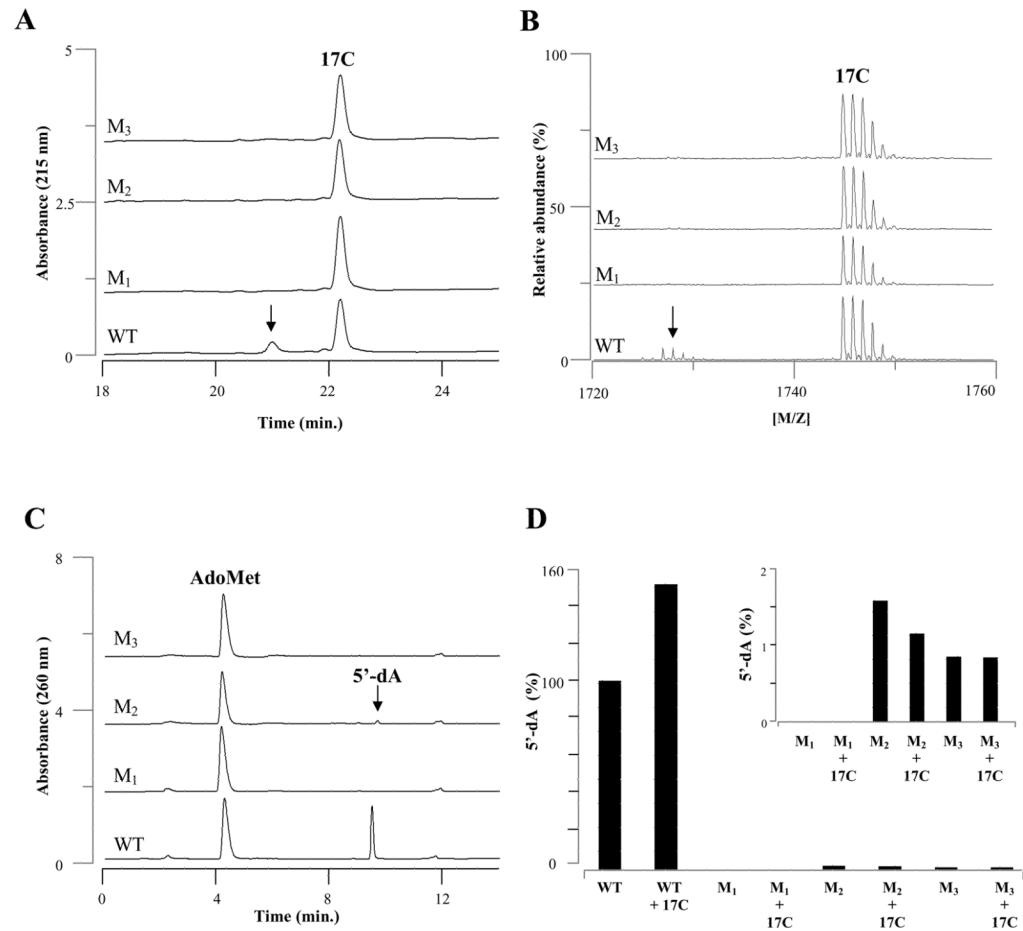 A
5
2.5
0
Absorbance (215 nm)
17C
M₃
M₂
M₁
WT
18 20 22 24
Time (min.)
B
100
50
0
Relative abundance (%)
17C
M₃
M₂
M₁
WT
1720 1740 1760
[M/Z]
C
8
4
0
Absorbance (260 nm )
AdoMet
M₃
5’-dA
M₂
M₁
WT
0 4 8 12
Time (min.)
D
160
100
0
5’-dA (%)
WT WT + 17C M₁ M₁ + 17C M₂ M₂ + 17C M₃ M₃ + 17C
2
1
0
5’-dA (%)
M₁ M₁ + 17C M₂ M₂ + 17C M₃ M₃ + 17C